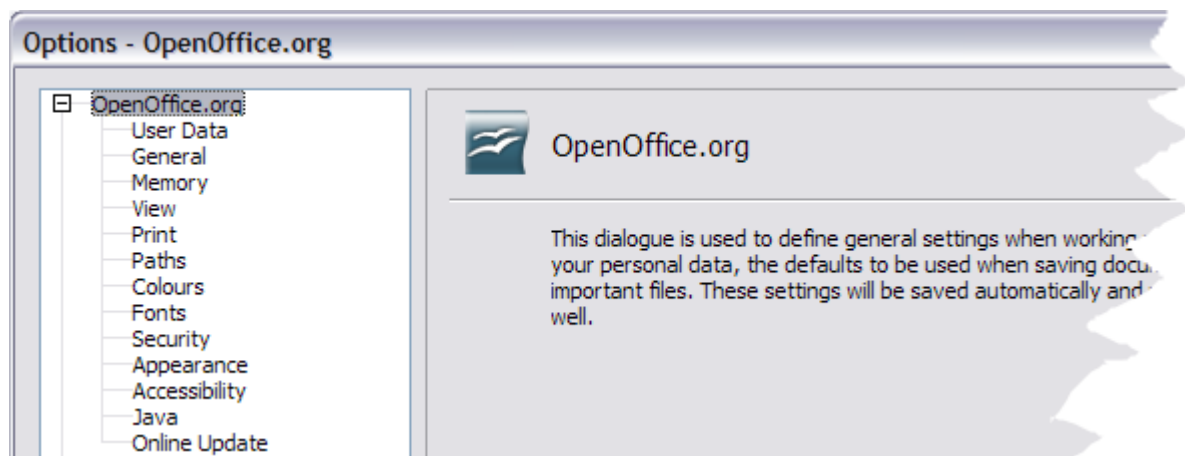 Options - OpenOffice.org
OpenOffice.org
User Data
General
Memory
View
Print
Paths
Colours
Fonts
Security
Appearance
Accessibility
Java
Online Update
OpenOffice.org
This dialogue is used to define general settings when working
your personal data, the defaults to be used when saving
important files. These settings will be saved automatically and
well.